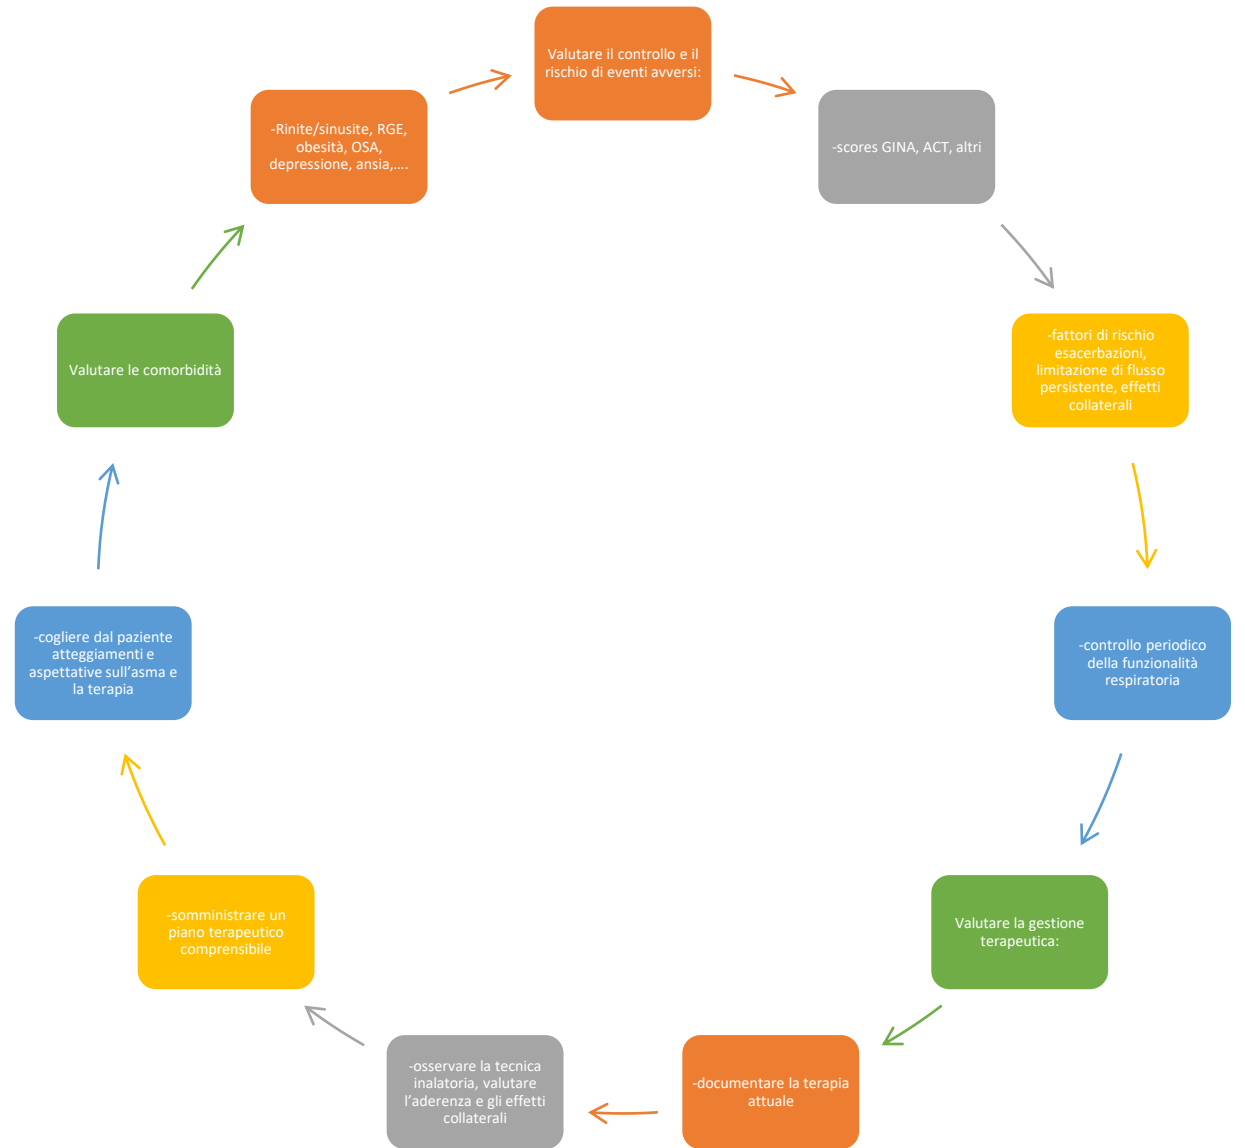 Valutare il controllo e il
rischio di eventi avversi:
-scores GINA, ACT, altri
-fattori di rischio
esacerbazioni,
limitazione di flusso
persistente, effetti
collaterali
-controllo periodico
della funzionalità
respiratoria
Valutare la gestione
terapeutica:
-documentare la terapia
attuale
-osservare la tecnica
inalatoria, valutare
l’aderenza e gli effetti
collaterali
-somministrare un
piano terapeutico
comprensibile
-cogliere dal paziente
atteggiamenti e
aspettative sull’asma e
la terapia
Valutare le comorbidità
-Rinite/sinusite, RGE,
obesità, OSA,
depressione, ansia,....